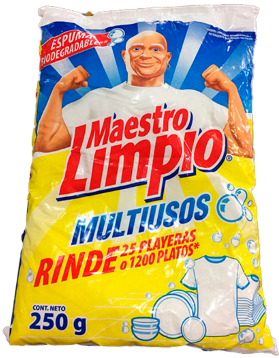 ESPUMA
BIODEGRADABLE
Maestro
Limpio
MULTIUSOS
RINDE 25 PLAYERAS
o 1200 PLATOS*
CONT. NETO
250 g